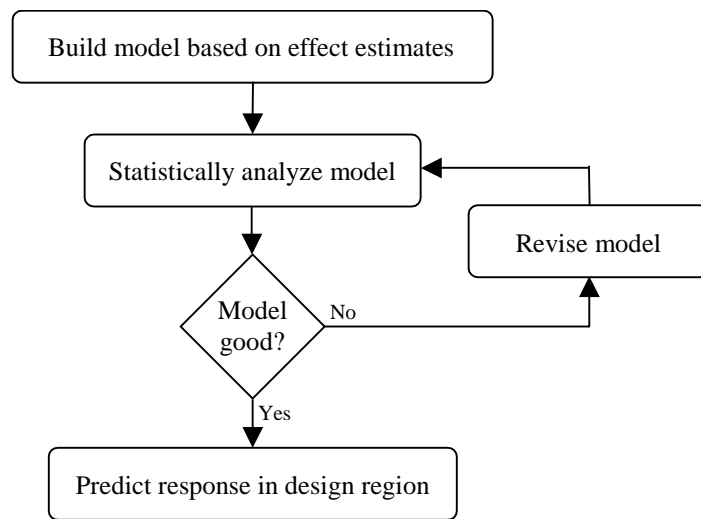 Build model based on effect estimates
Statistically analyze model
Revise model
Model
good?
No
Yes
Predict response in design region